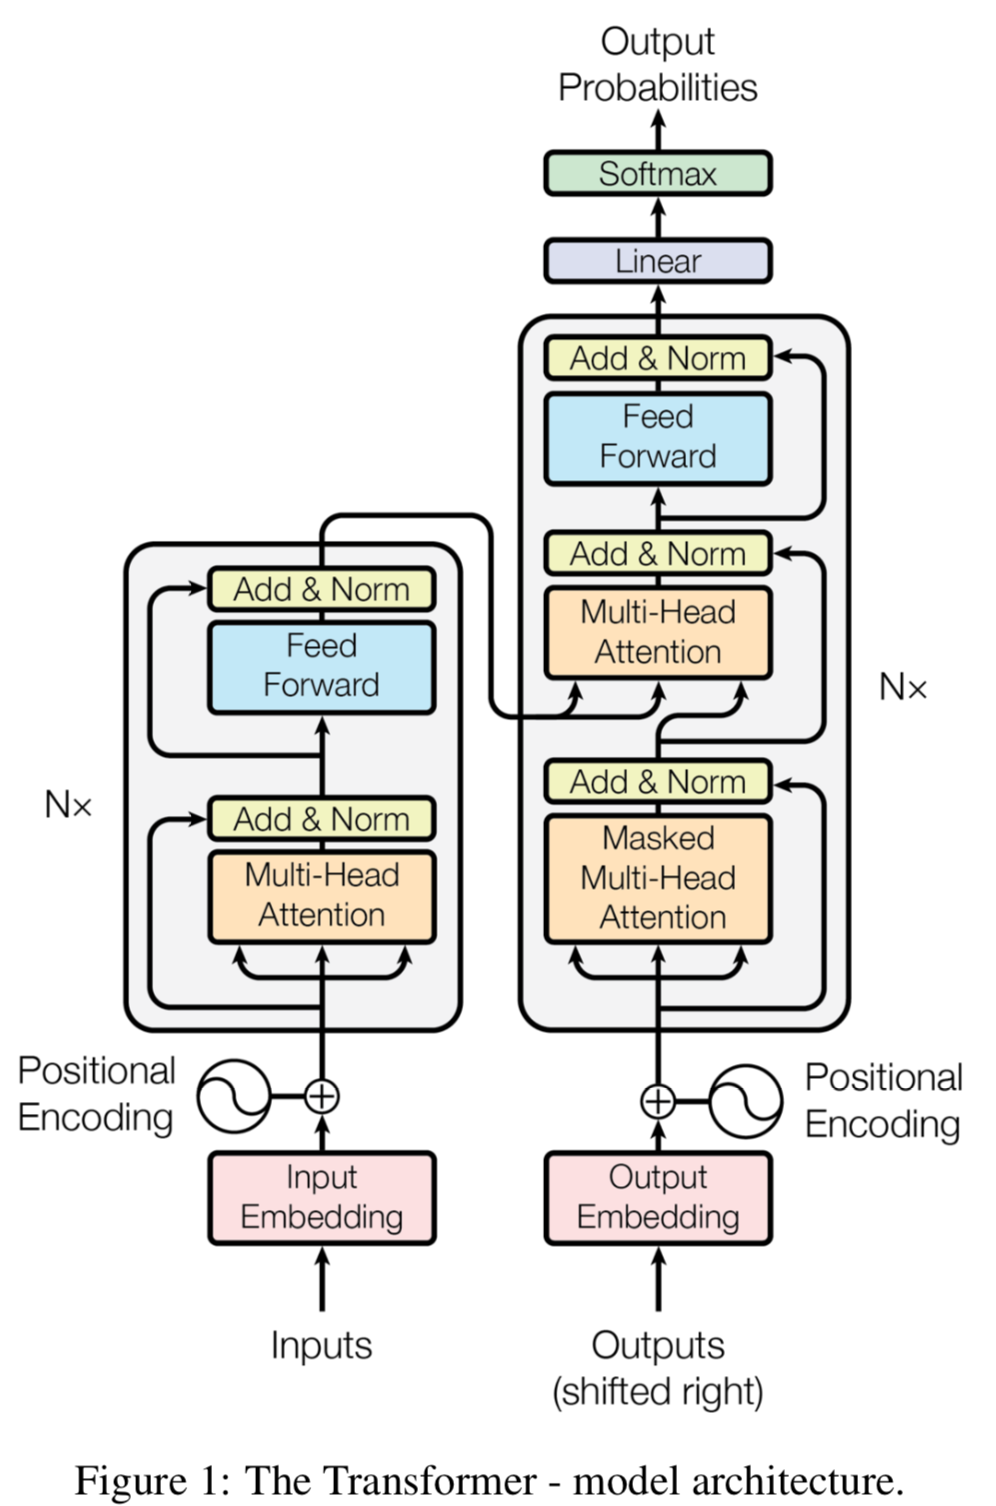 Output
Probabilities
Softmax
Linear
Add & Norm
Feed
Forward
Add & Norm
Multi-Head
Attention
Add & Norm
Masked
Multi-Head
Attention
Nx
Add & Norm
Feed
Forward
Add & Norm
Multi-Head
Attention
Nx
Positional
Encoding
Positional
Encoding
Input
Embedding
Output
Embedding
Inputs
Outputs
(shifted right)
Figure 1: The Transformer - model architecture.